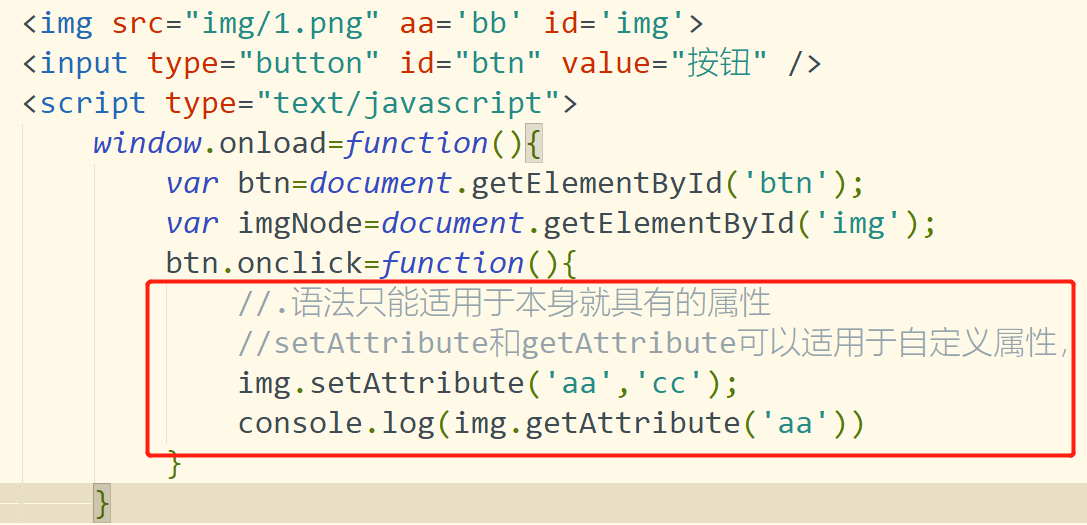 <img src="img/1.png" aa='bb' id='img'>
<input type="button" id="btn" value="按钮" />
<script type="text/javascript">
window.onload=function(){
var btn=document.getElementById('btn');
var imgNode=document.getElementById('img');
btn.onclick=function(){
//.语法只能适用于本身就具有的属性
//setAttribute和getAttribute可以适用于自定义属性,
img.setAttribute('aa','cc');
console.log(img.getAttribute('aa'))
}
}